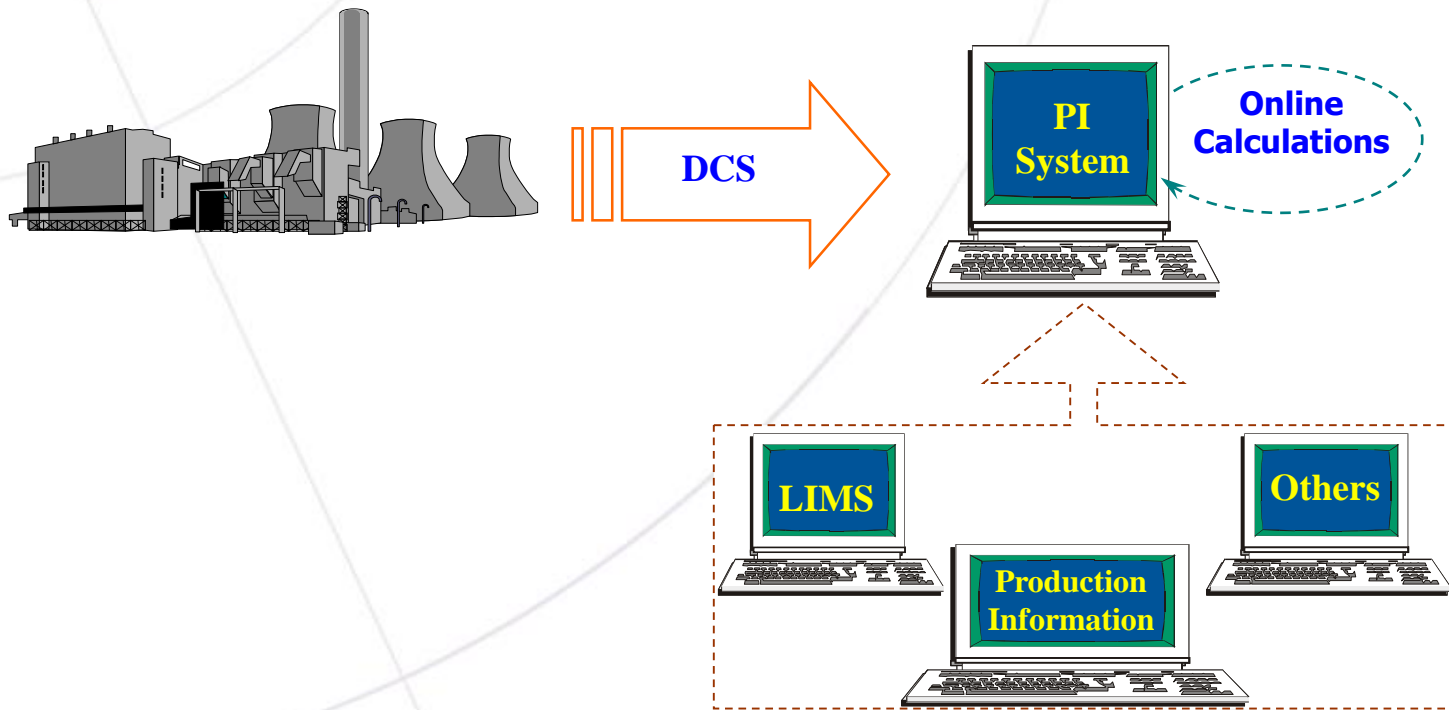 DCS
PI
System
Online
Calculations
LIMS
Production
Information
Others